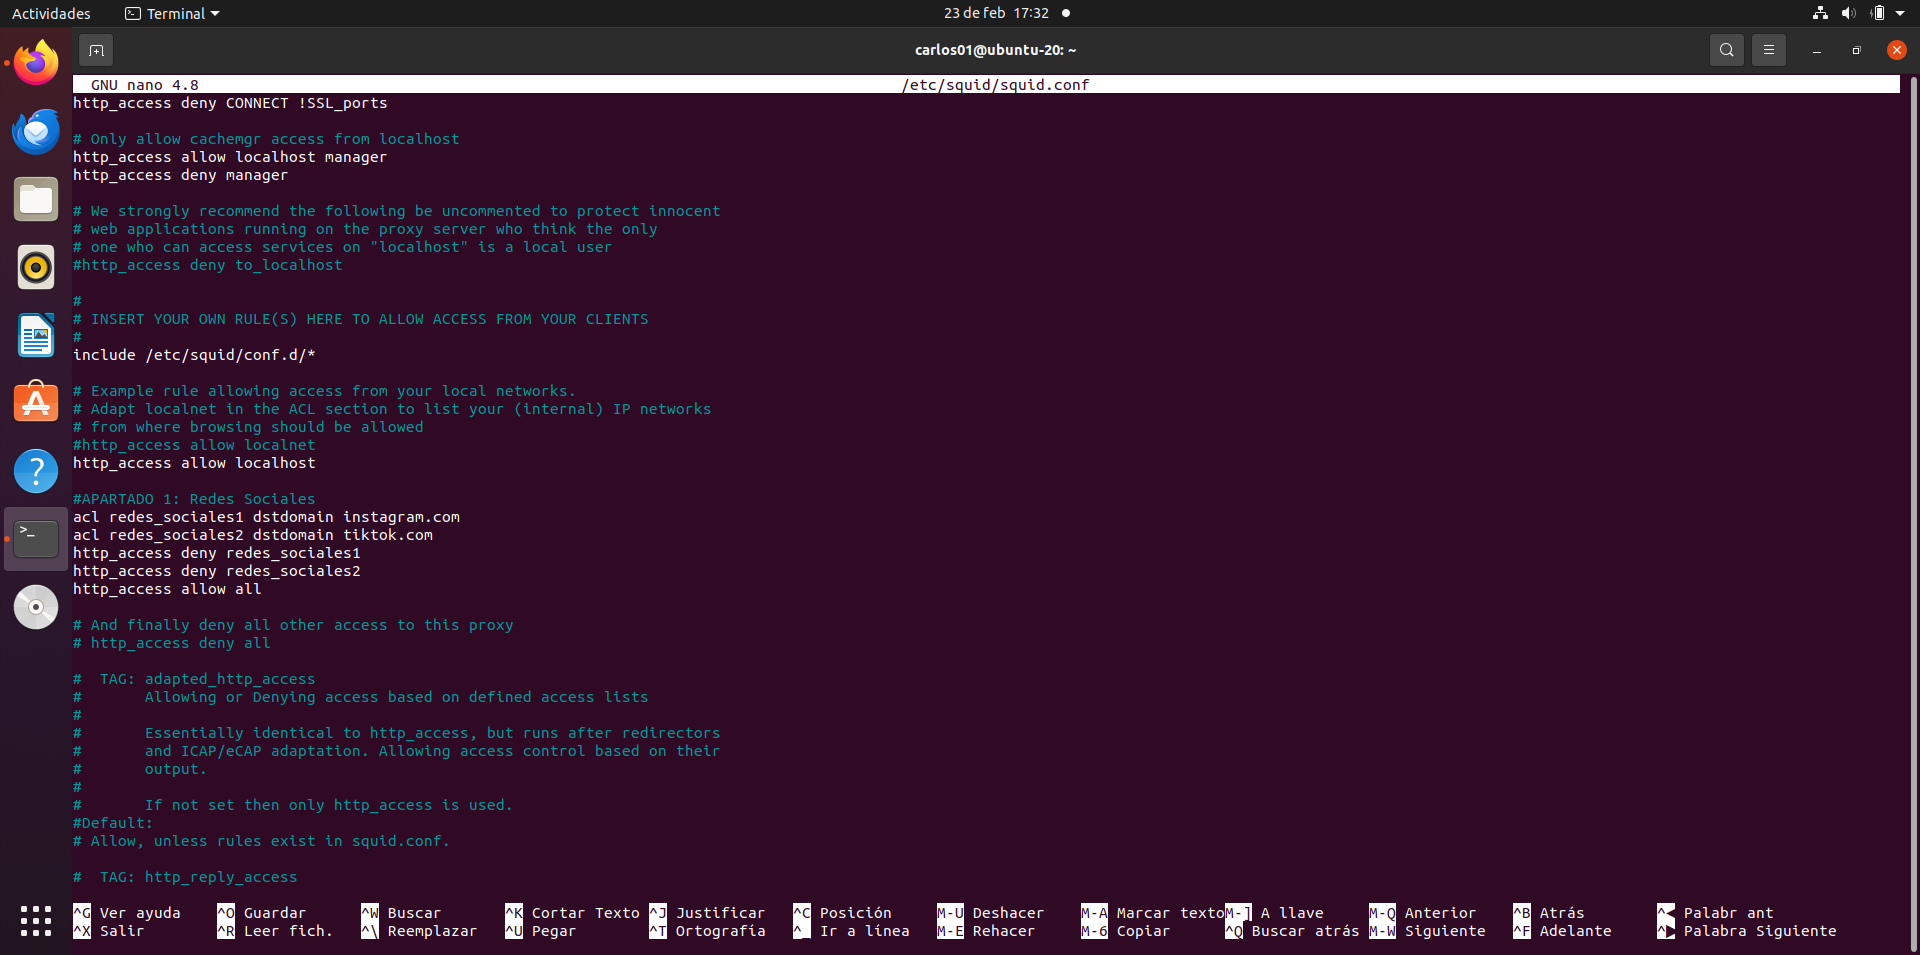 Actividades Terminal 23 de feb 17:32
carlos01@ubuntu-20: ~
GNU nano 4.8 /etc/squid/squid.conf
http_access deny CONNECT !SSL_ports
# Only allow cachemgr access from localhost
http_access allow localhost manager
http_access deny manager
# We strongly recommend the following be uncommented to protect innocent
# web applications running on the proxy server who think the only
# one who can access services on "localhost" is a local user
#http_access deny to_localhost
#
# INSERT YOUR OWN RULE(S) HERE TO ALLOW ACCESS FROM YOUR CLIENTS
#
include /etc/squid/conf.d/*
# Example rule allowing access from your local networks.
# Adapt localnet in the ACL section to list your (internal) IP networks
# from where browsing should be allowed
#http_access allow localnet
http_access allow localhost
#APARTADO 1: Redes Sociales
acl redes_sociales1 dstdomain instagram.com
acl redes_sociales2 dstdomain tiktok.com
http_access deny redes_sociales1
http_access deny redes_sociales2
http_access allow all
# And finally deny all other access to this proxy
# http_access deny all
#  TAG: adapted_http_access
#       Allowing or Denying access based on defined access lists
#
#       Essentially identical to http_access, but runs after redirectors
#       and ICAP/eCAP adaptation. Allowing access control based on their
#       output.
#
#       If not set then only http_access is used.
#Default:
# Allow, unless rules exist in squid.conf.
#  TAG: http_reply_access
^G Ver ayuda ^O Guardar ^W Buscar ^K Cortar Texto ^J Justificar ^C Posición M-U Deshacer M-A Marcar texto M-] A llave M-Q Anterior ^B Atrás ^◀ Palabr ant
^X Salir ^R Leer fich. ^\ Reemplazar ^U Pegar ^T Ortografía ^_ Ir a línea M-E Rehacer M-6 Copiar ^Q Buscar atrás M-W Siguiente ^F Adelante ^▶ Palabra Siguiente